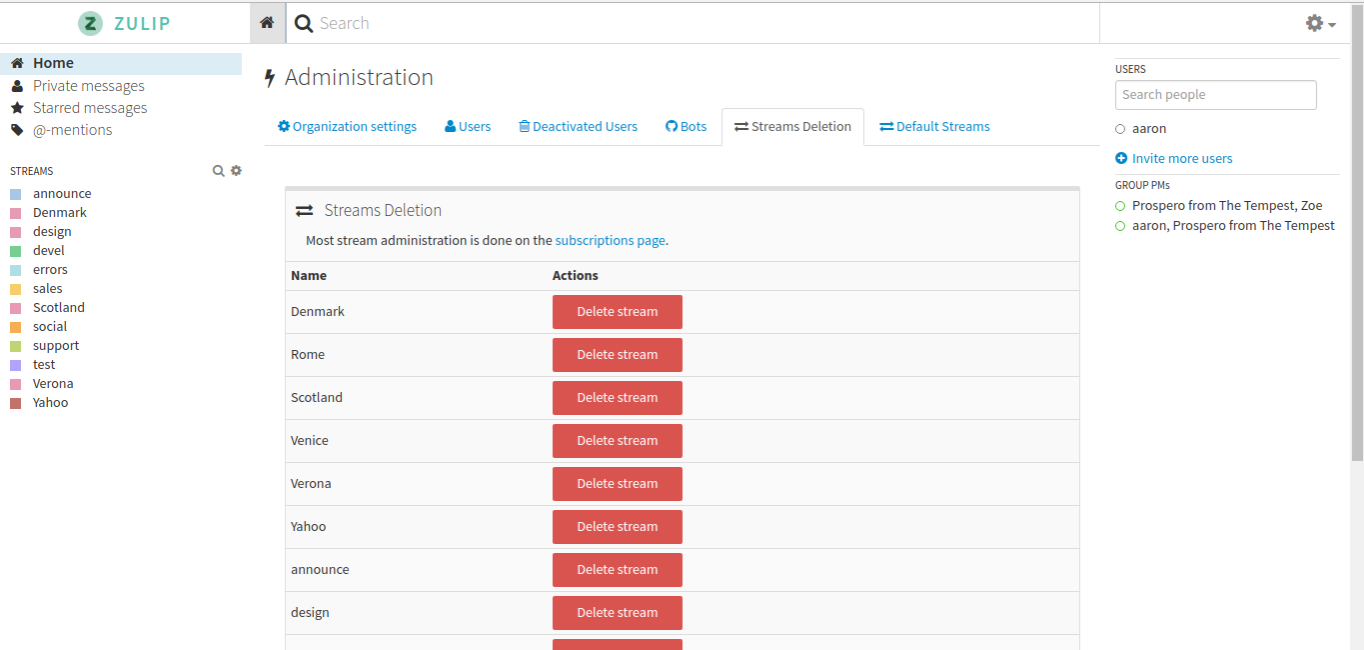 ZULIP
Search
Home
Private messages
Starred messages
@-mentions
STREAMS
announce
Denmark
design
devel
errors
sales
Scotland
social
support
test
Verona
Yahoo
Administration
Organization settings Users Deactivated Users Bots Streams Deletion Default Streams
Streams Deletion
Most stream administration is done on the subscriptions page.
Name Actions
Denmark Delete stream
Rome Delete stream
Scotland Delete stream
Venice Delete stream
Verona Delete stream
Yahoo Delete stream
announce Delete stream
design Delete stream
USERS
Search people
aaron
Invite more users
GROUP PMs
Prospero from The Tempest, Zoe
aaron, Prospero from The Tempest